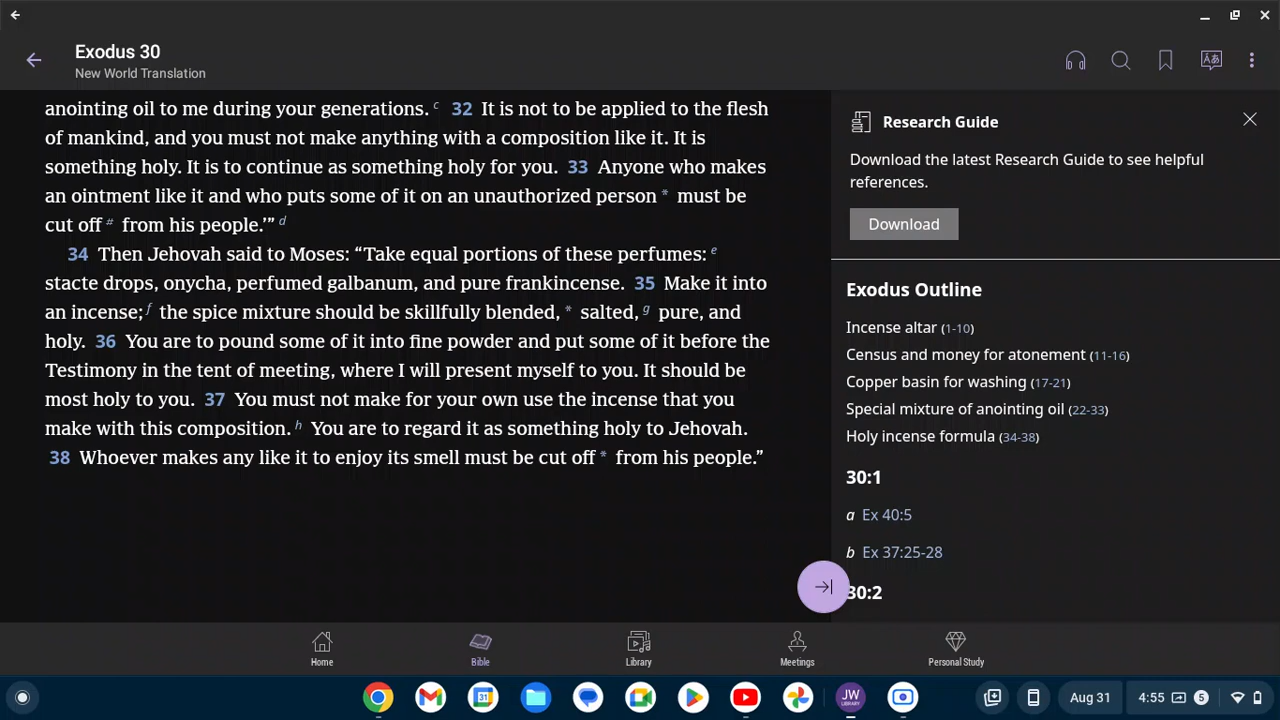 Exodus 30
New World Translation
anointing oil to me during your generations. c 32 It is not to be applied to the flesh
of mankind, and you must not make anything with a composition like it. It is
something holy. It is to continue as something holy for you. 33 Anyone who makes
an ointment like it and who puts some of it on an unauthorized person * must be
cut off # from his people.’” d
34 Then Jehovah said to Moses: “Take equal portions of these perfumes: e
stacte drops, onycha, perfumed galbanum, and pure frankincense. 35 Make it into
an incense; f the spice mixture should be skillfully blended, * salted, g pure, and
holy. 36 You are to pound some of it into fine powder and put some of it before the
Testimony in the tent of meeting, where I will present myself to you. It should be
most holy to you. 37 You must not make for your own use the incense that you
make with this composition. h You are to regard it as something holy to Jehovah.
38 Whoever makes any like it to enjoy its smell must be cut off * from his people.”
Research Guide
Download the latest Research Guide to see helpful
references.
Download
Exodus Outline
Incense altar (1-10)
Census and money for atonement (11-16)
Copper basin for washing (17-21)
Special mixture of anointing oil (22-33)
Holy incense formula (34-38)
30:1
a Ex 40:5
b Ex 37:25-28
30:2
Home
Bible
Library
Meetings
Personal Study
31
JW
LIBRARY
Aug 31
4:55
5